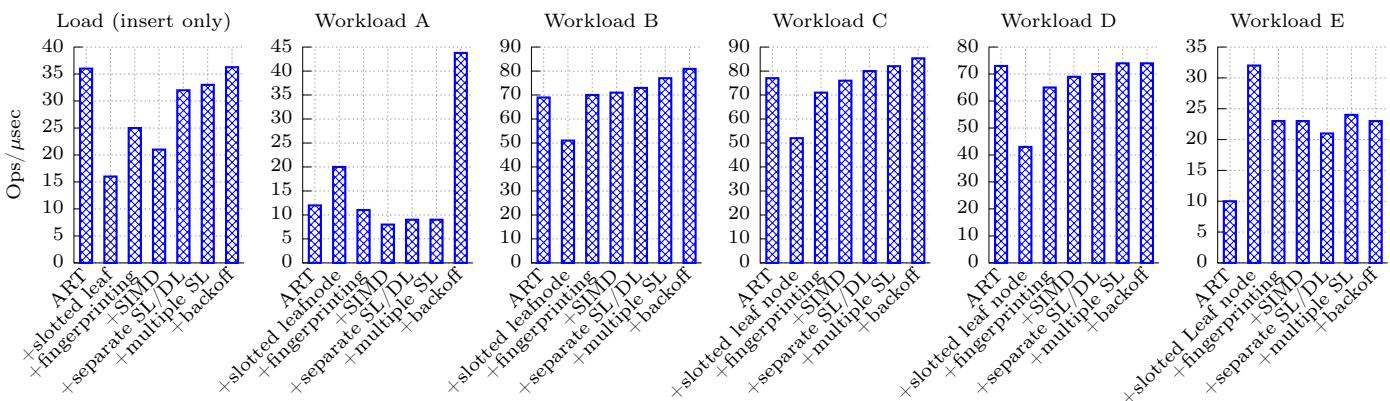 Load (insert only)
Ops/μsec
40
35
30
25
20
15
10
5
0
ART
+slotted leaf
+fingerprinting
+SIMD
+separate SL/DL
+multiple SL
+backoff
Workload A
45
40
35
30
25
20
15
10
5
0
ART
+slotted leafnode
+fingerprinting
+SIMD
+separate SL/DL
+multiple SL
+backoff
Workload B
90
80
70
60
50
40
30
20
10
0
ART
+slotted leafnode
+fingerprinting
+SIMD
+separate SL/DL
+multiple SL
+backoff
Workload C
90
80
70
60
50
40
30
20
10
0
ART
+slotted leaf node
+fingerprinting
+SIMD
+separate SL/DL
+multiple SL
+backoff
Workload D
80
70
60
50
40
30
20
10
0
ART
+slotted leaf node
+fingerprinting
+SIMD
+separate SL/DL
+multiple SL
+backoff
Workload E
35
30
25
20
15
10
5
0
ART
+slotted Leaf node
+fingerprinting
+SIMD
+separate SL/DL
+multiple SL
+backoff